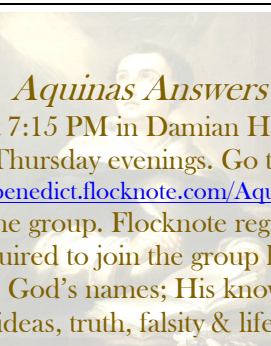 Aquinas Answers
7:15 PM in Damian H
Thursday evenings. Go t
benedict.flocknote.com/Aqu
he group. Flocknote reg
uired to join the group
God's names; His know
ideas, truth, falsity & life